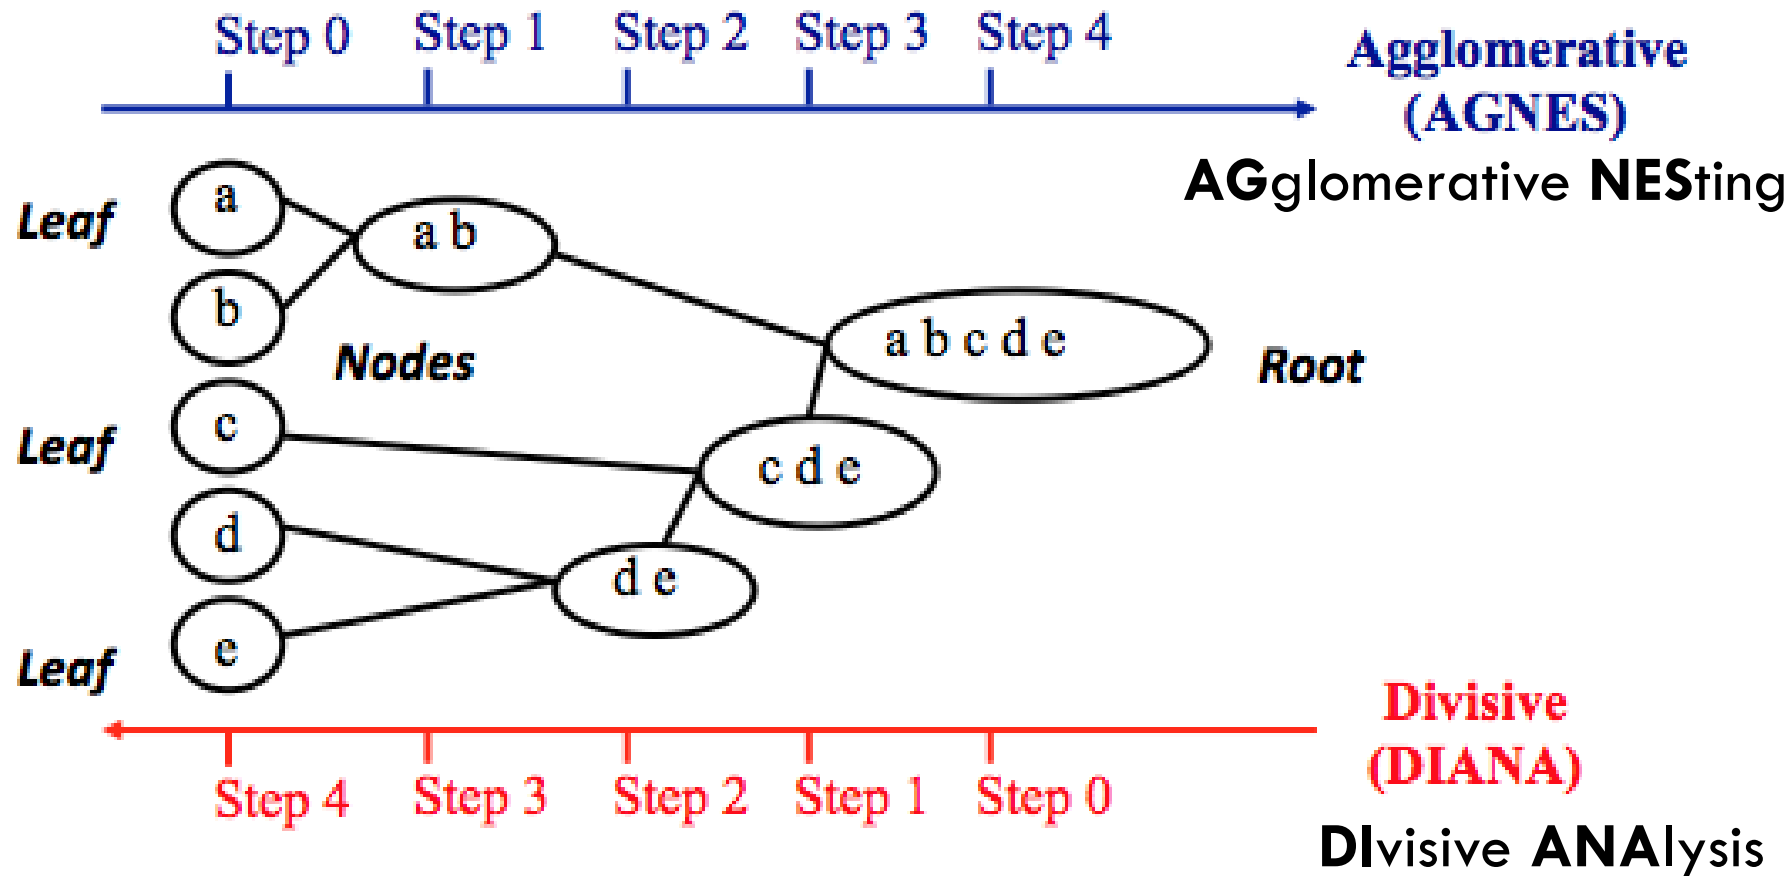 Step 0 Step 1 Step 2 Step 3 Step 4
Agglomerative
(AGNES)
AGglomerative NESting
Leaf
a
a b
b
Nodes
a b c d e
Root
Leaf
c
c d e
d
d e
Leaf
e
Divisive
(DIANA)
Step 4 Step 3 Step 2 Step 1 Step 0
DIvisive ANAlysis